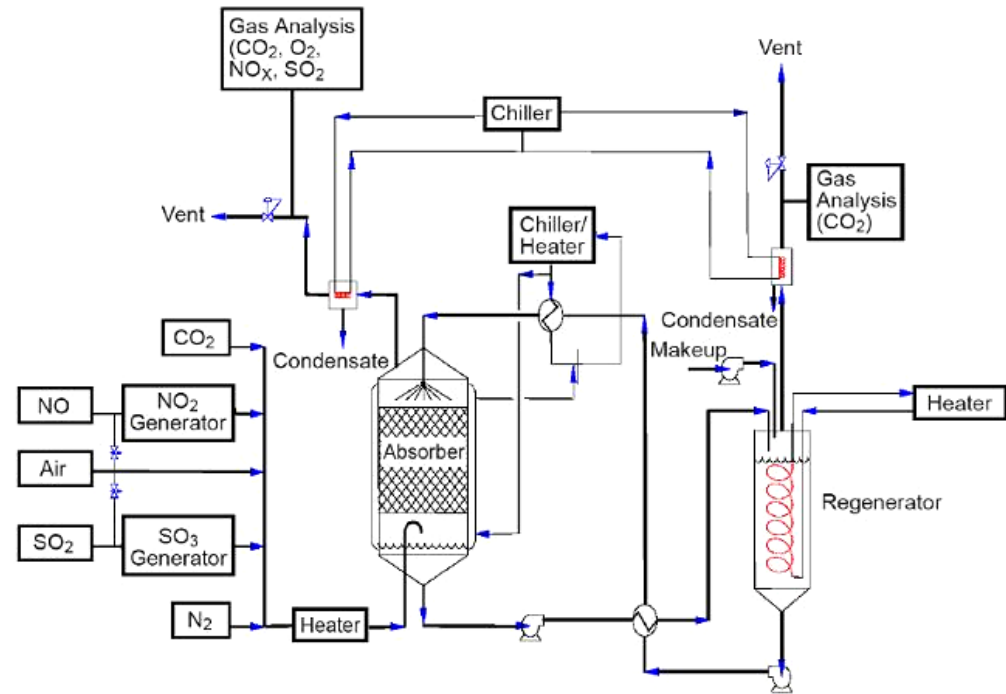 Gas Analysis
(CO₂, O₂,
NOX, SO₂
Vent
Chiller
Gas
Analysis
(CO₂)
Vent
Chiller/
Heater
Condensate
Condensate
Makeup
CO₂
NO
NO₂
Generator
Heater
Air
Absorber
Regenerator
SO₂
SO₃
Generator
N₂
Heater